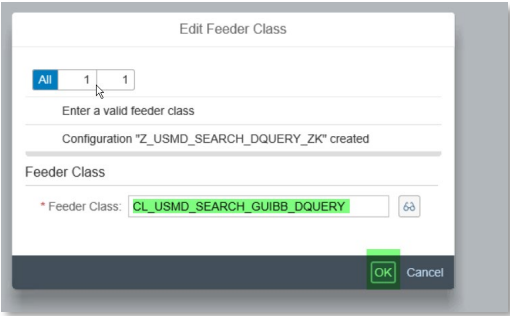 Edit Feeder Class
All 1 1
Enter a valid feeder class
Configuration "Z_USMD_SEARCH_DQUERY_ZK" created
Feeder Class
* Feeder Class: CL_USMD_SEARCH_GUIBB_DQUERY
OK Cancel